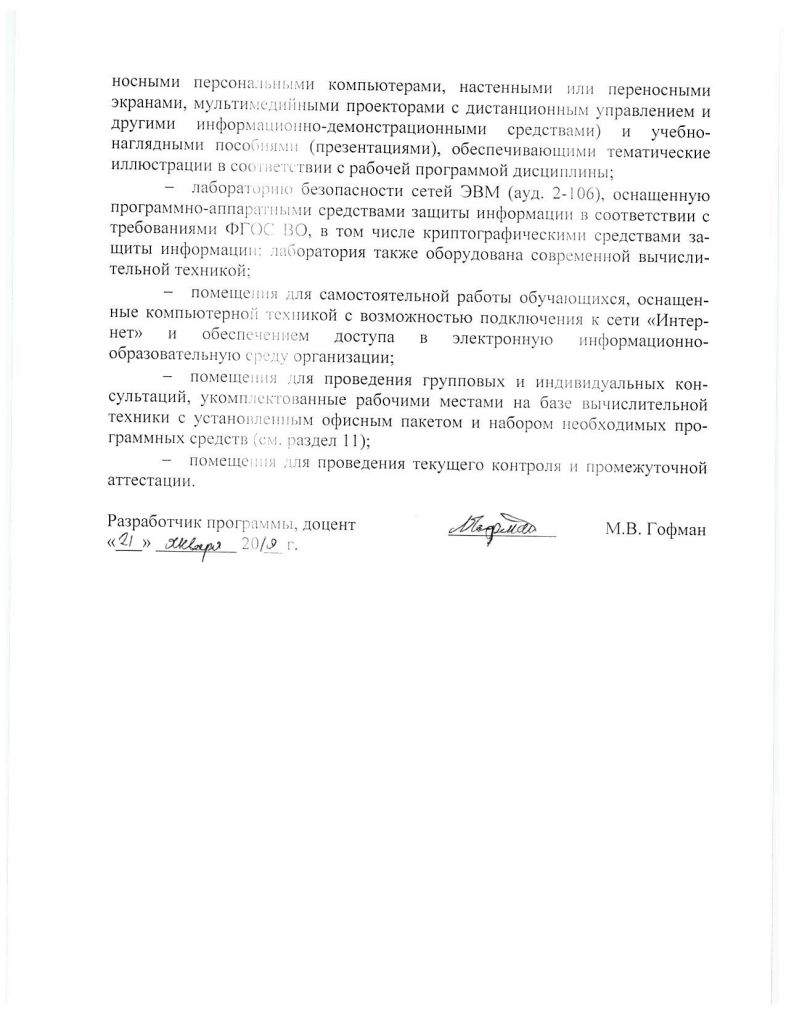 носными персональными компьютерами, настенными или переносными
экранами, мультимедийными проекторами с дистанционным управлением и
другими информационно-демонстрационными средствами) и учебно-
наглядными пособиями (презентациями), обеспечивающими тематические
иллюстрации в соответствии с рабочей программой дисциплины;
– лабораторию безопасности сетей ЭВМ (ауд. 2-106), оснащенную
программно-аппаратными средствами защиты информации в соответствии с
требованиями ФГОС ВО, в том числе криптографическими средствами за-
щиты информации; лаборатория также оборудована современной вычисли-
тельной техникой;
– помещения для самостоятельной работы обучающихся, оснащен-
ные компьютерной техникой с возможностью подключения к сети «Интер-
нет» и обеспечением доступа в электронную информационно-
образовательную среду организации;
– помещения для проведения групповых и индивидуальных кон-
сультаций, укомплектованные рабочими местами на базе вычислительной
техники с установленным офисным пакетом и набором необходимых про-
граммных средств (см. раздел 11);
– помещения для проведения текущего контроля и промежуточной
аттестации.
Разработчик программы, доцент М.В. Гофман
«21» января 2019 г.